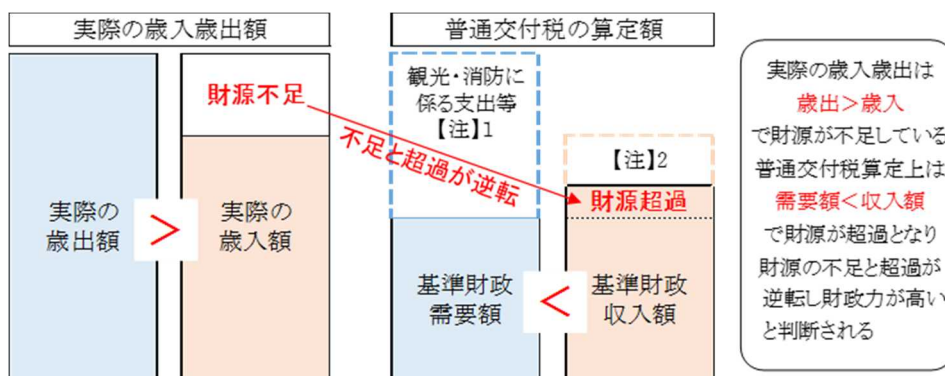 実際の歳入歳出額
財源不足
実際の
歳出額
>
実際の
歳入額
普通交付税の算定額
観光・消防に
係る支出等
【注】1
不足と超過が逆転
【注】2
財源超過
基準財政
需要額
<
基準財政
収入額
実際の歳入歳出は
歳出>歳入
で財源が不足している
普通交付税算定上は
需要額<収入額
で財源が超過となり
財源の不足と超過が
逆転し財政力が高い
と判断される